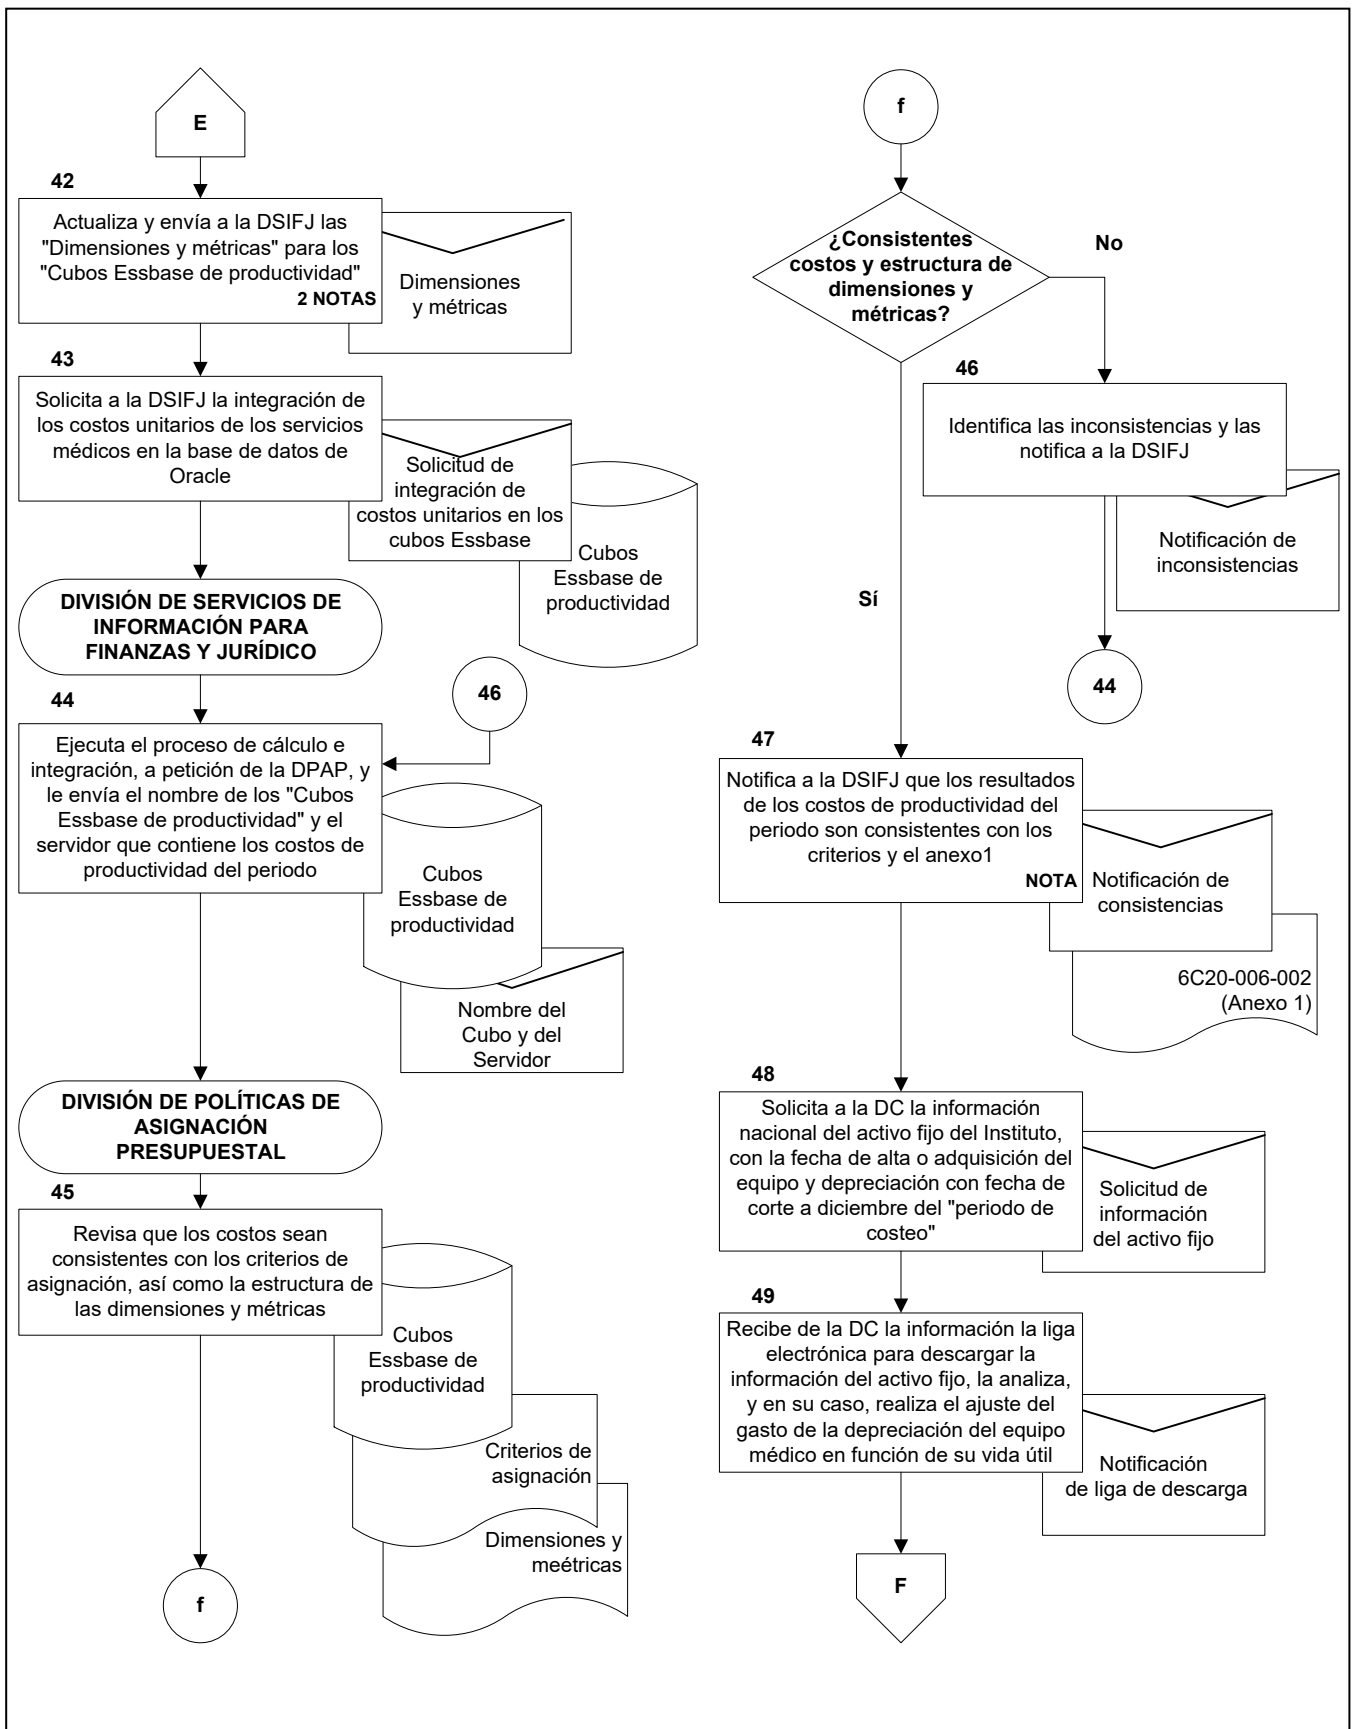 E
42
Actualiza y envía a la DSIFJ las
"Dimensiones y métricas" para los
"Cubos Essbase de productividad"
2 NOTAS
Dimensiones
y métricas
43
Solicita a la DSIFJ la integración de
los costos unitarios de los servicios
médicos en la base de datos de
Oracle
Solicitud de
integración de
costos unitarios en los
cubos Essbase
Cubos
Essbase de
productividad
DIVISIÓN DE SERVICIOS DE
INFORMACIÓN PARA
FINANZAS Y JURÍDICO
44
46
Ejecuta el proceso de cálculo e
integración, a petición de la DPAP, y
le envía el nombre de los "Cubos
Essbase de productividad" y el
servidor que contiene los costos de
productividad del periodo
Cubos
Essbase de
productividad
Nombre del
Cubo y del
Servidor
DIVISIÓN DE POLÍTICAS DE
ASIGNACIÓN
PRESUPUESTAL
45
Revisa que los costos sean
consistentes con los criterios de
asignación, así como la estructura de
las dimensiones y métricas
Cubos
Essbase de
productividad
Criterios de
asignación
Dimensiones y
meétricas
f
f
¿Consistentes
costos y estructura de
dimensiones y
métricas?
No
46
Identifica las inconsistencias y las
notifica a la DSIFJ
Notificación de
inconsistencias
Sí
44
47
Notifica a la DSIFJ que los resultados
de los costos de productividad del
periodo son consistentes con los
criterios y el anexo1
NOTA
Notificación de
consistencias
6C20-006-002
(Anexo 1)
48
Solicita a la DC la información
nacional del activo fijo del Instituto,
con la fecha de alta o adquisición del
equipo y depreciación con fecha de
corte a diciembre del "periodo de
costeo"
Solicitud de
información
del activo fijo
49
Recibe de la DC la información la liga
electrónica para descargar la
información del activo fijo, la analiza,
y en su caso, realiza el ajuste del
gasto de la depreciación del equipo
médico en función de su vida útil
Notificación
de liga de descarga
F